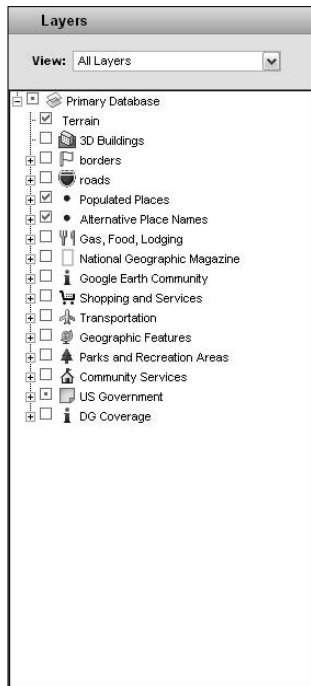 Layers
View: All Layers
Primary Database
Terrain
3D Buildings
borders
roads
Populated Places
Alternative Place Names
Gas, Food, Lodging
National Geographic Magazine
Google Earth Community
Shopping and Services
Transportation
Geographic Features
Parks and Recreation Areas
Community Services
US Government
DG Coverage